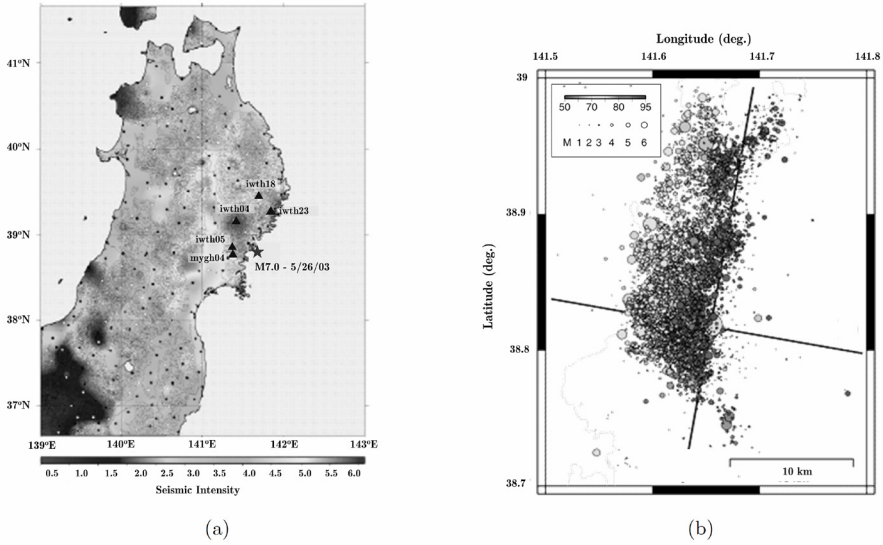 41°N
40°N
39°N
38°N
37°N
139°E 140°E 141°E 142°E 143°E
iwth18
iwth04
iwth23
iwth05
mygh04
M7.0 - 5/26/03
0.5 1.0 1.5 2.0 2.5 3.0 3.5 4.0 4.5 5.0 6.0
Seismic Intensity
(a)
Longitude (deg.)
141.5 141.6 141.7 141.8
39
38.9
38.8
38.7
Latitude (deg.)
50 70 80 95
M 1 2 3 4 5 6
10 km
(b)